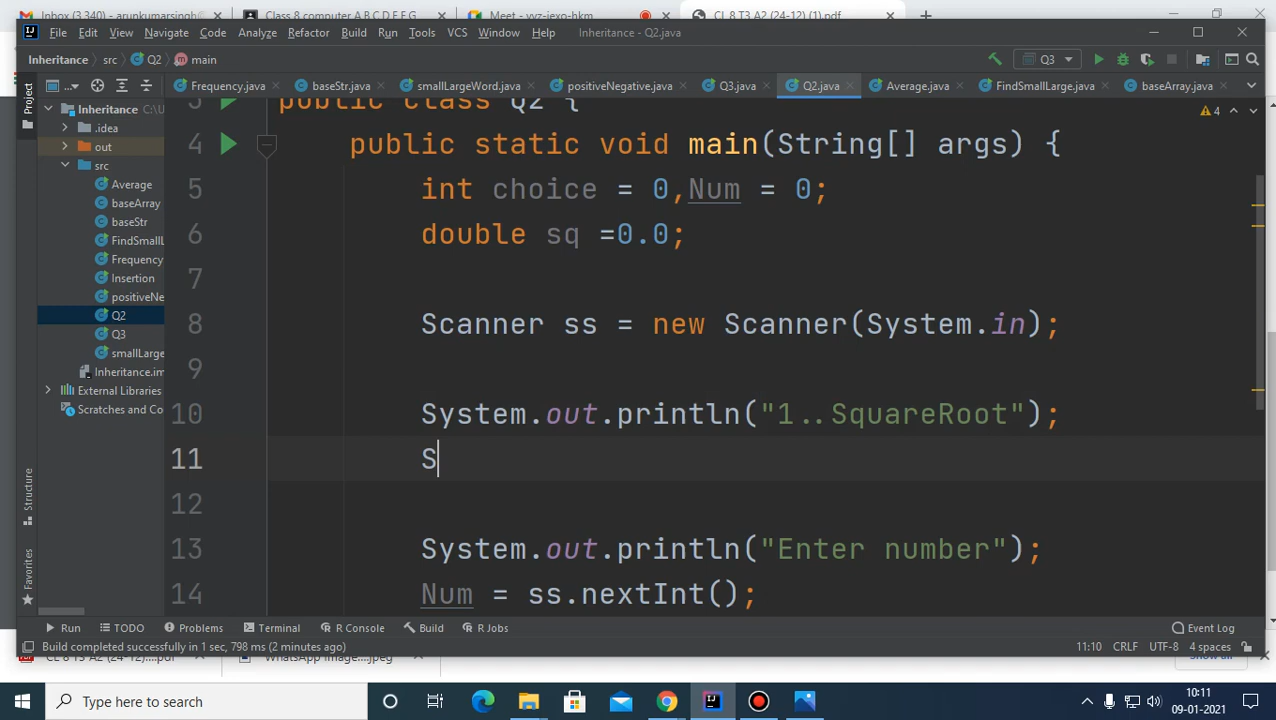 Inbox (3,340) - arunkumarsingh@
Class 8 computer A B C D E F G
Meet - vyz-jexo-hkm
CL 8 T3 A2 (24-12) (1).pdf
File Edit View Navigate Code Analyze Refactor Build Run Tools VCS Window Help Inheritance - Q2.java
Inheritance src Q2 main Q3
Frequency.java baseStr.java smallLargeWord.java positiveNegative.java Q3.java Q2.java Average.java FindSmallLarge.java baseArray.java
Project
Inheritance C:\U
.idea
out
src
Average
baseArray
baseStr
FindSmallL
Frequency
Insertion
positiveNe
Q2
Q3
smallLarge
Inheritance.im
External Libraries
Scratches and Co
Structure
Favorites
4
3 public class Q2 {
4 public static void main(String[] args) {
5 int choice = 0,Num = 0;
6 double sq =0.0;
7
8 Scanner ss = new Scanner(System.in);
9
10 System.out.println("1..SquareRoot");
11 S
12
13 System.out.println("Enter number");
14 Num = ss.nextInt();
Run TODO Problems Terminal R Console Build R Jobs Event Log
Build completed successfully in 1 sec, 798 ms (2 minutes ago) 11:10 CRLF UTF-8 4 spaces
CL 8 T3 A2 (24-12)....pdf WhatsApp Image....jpeg Show all
Type here to search
10:11
09-01-2021